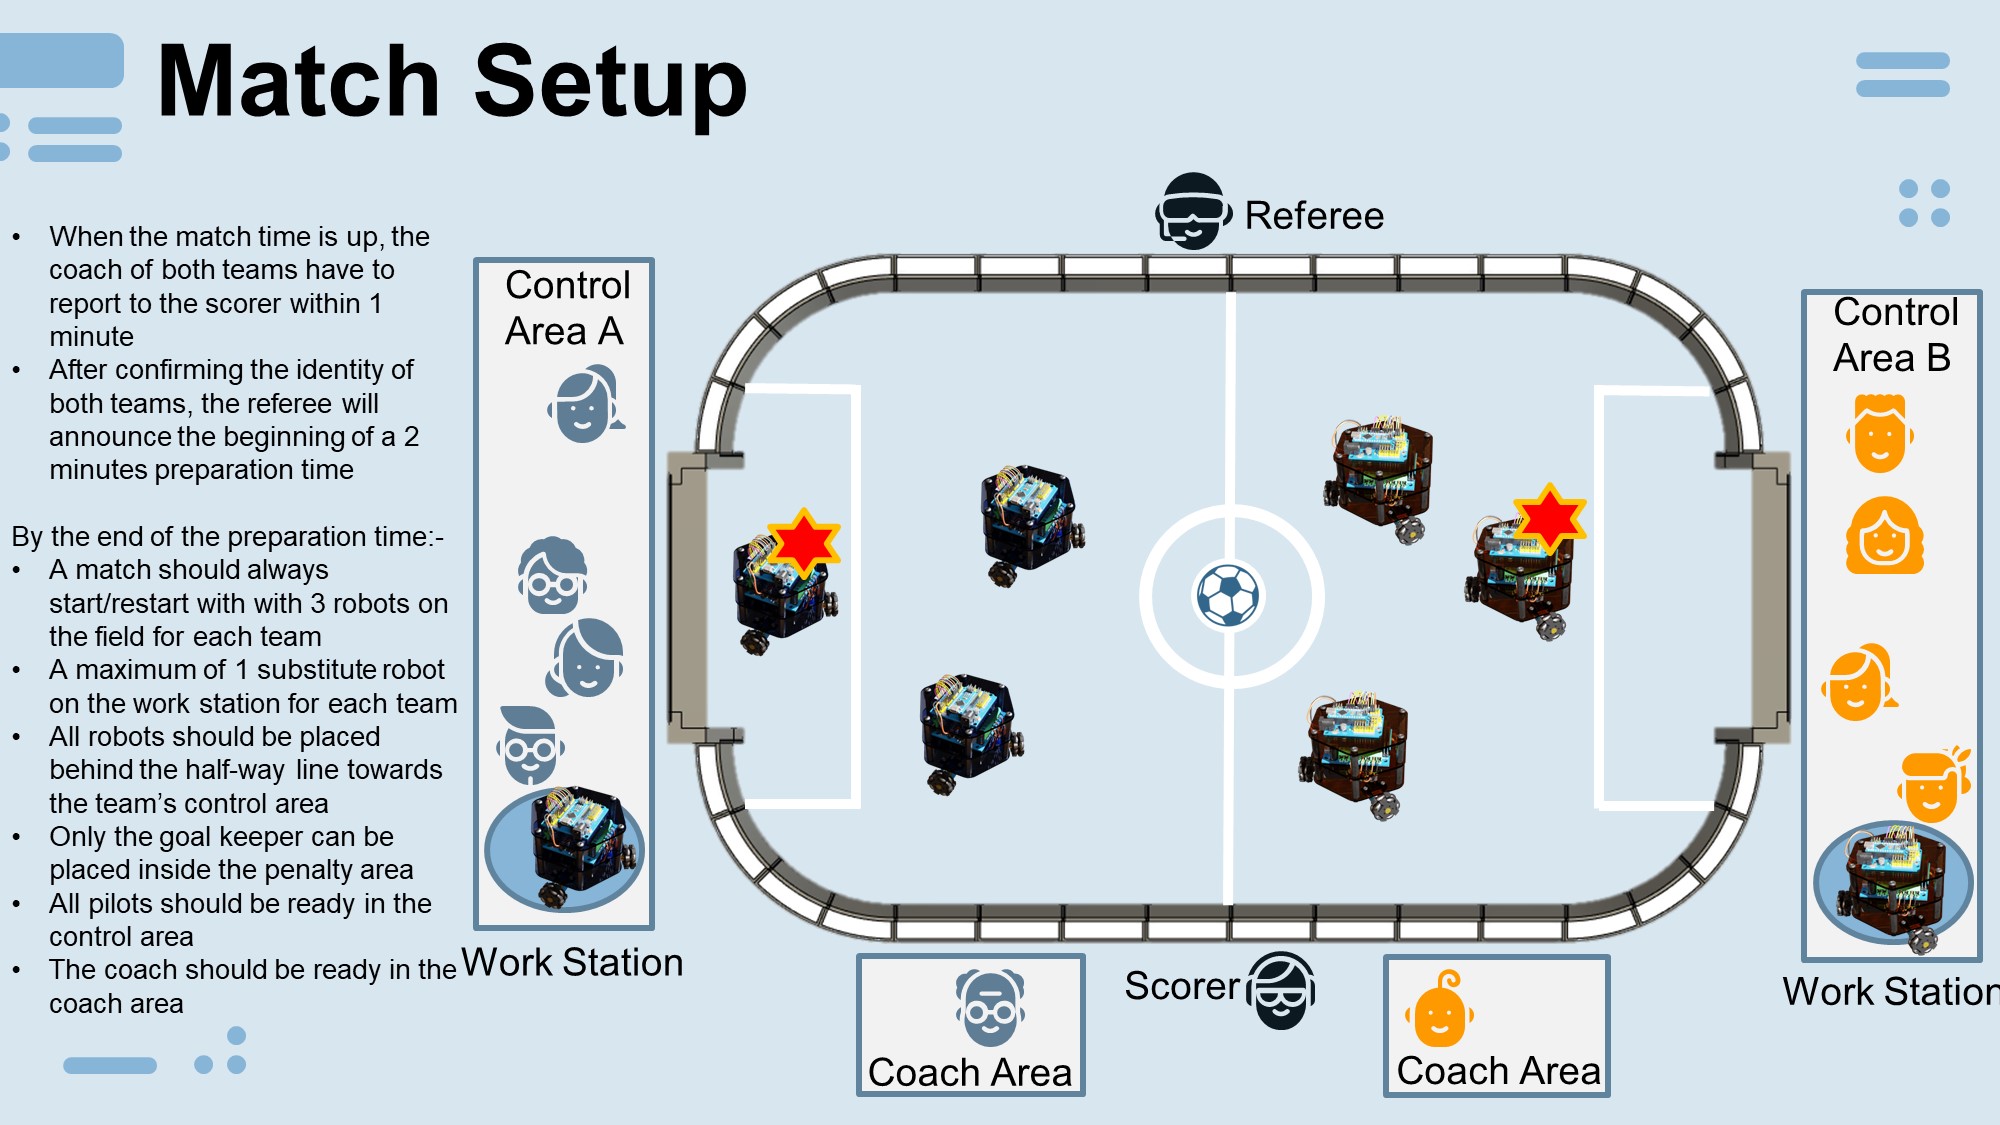 Match Setup
• When the match time is up, the
coach of both teams have to
report to the scorer within 1
minute
• After confirming the identity of
both teams, the referee will
announce the beginning of a 2
minutes preparation time
By the end of the preparation time:-
• A match should always
start/restart with with 3 robots on
the field for each team
• A maximum of 1 substitute robot
on the work station for each team
• All robots should be placed
behind the half-way line towards
the team's control area
• Only the goal keeper can be
placed inside the penalty area
• All pilots should be ready in the
control area
• The coach should be ready in the
coach area
Control
Area A
Work Station
Referee
Control
Area B
Work Station
Coach Area
Scorer
Coach Area